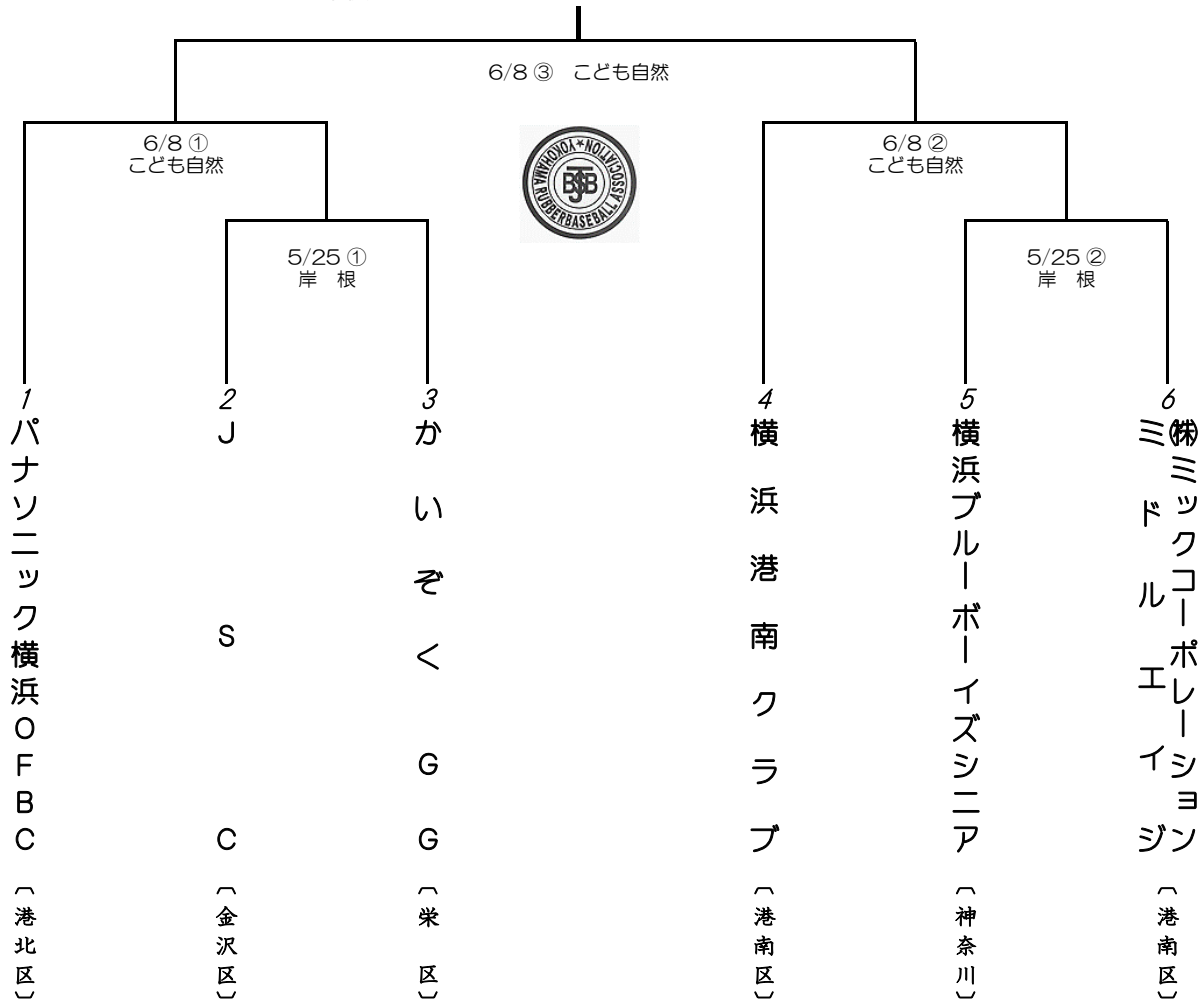 6/8 ③　こども自然
6/8 ①
こども自然
6/8 ②
こども自然
YOKOHAMA★NOITAICOSSA RUBBERBASEBALL ASSOCIATION
5/25 ①
岸　根
5/25 ②
岸　根
1
パナソニック横浜OFBC
〔港北区〕
2
JSC
〔金沢区〕
3
かいぞくGG
〔栄　区〕
4
横浜港南クラブ
〔港南区〕
5
横浜ブルーボーイズシニア
〔神奈川〕
6
㈱ミックコーポレーション
ミドルエイジ
〔港南区〕